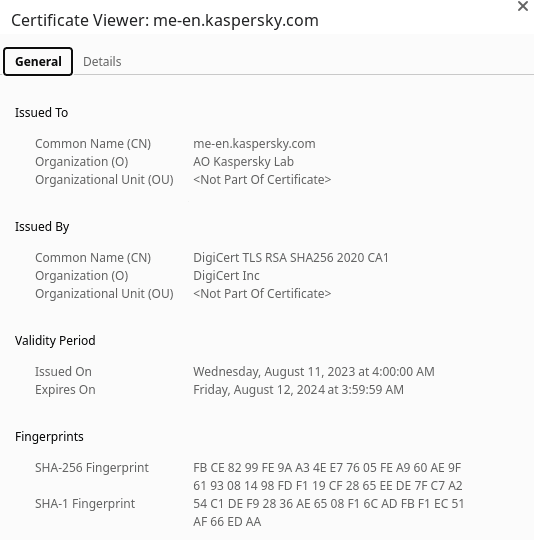 Certificate Viewer: me-en.kaspersky.com
General Details
Issued To
Common Name (CN) me-en.kaspersky.com
Organization (O) AO Kaspersky Lab
Organizational Unit (OU) <Not Part Of Certificate>
Issued By
Common Name (CN) DigiCert TLS RSA SHA256 2020 CA1
Organization (O) DigiCert Inc
Organizational Unit (OU) <Not Part Of Certificate>
Validity Period
Issued On Wednesday, August 11, 2023 at 4:00:00 AM
Expires On Friday, August 12, 2024 at 3:59:59 AM
Fingerprints
SHA-256 Fingerprint FB CE 82 99 FE 9A A3 4E E7 76 05 FE A9 60 AE 9F
61 93 08 14 98 FD F1 19 CF 28 65 EE DE 7F C7 A2
SHA-1 Fingerprint 54 C1 DE F9 28 36 AE 65 08 F1 6C AD FB F1 EC 51
AF 66 ED AA